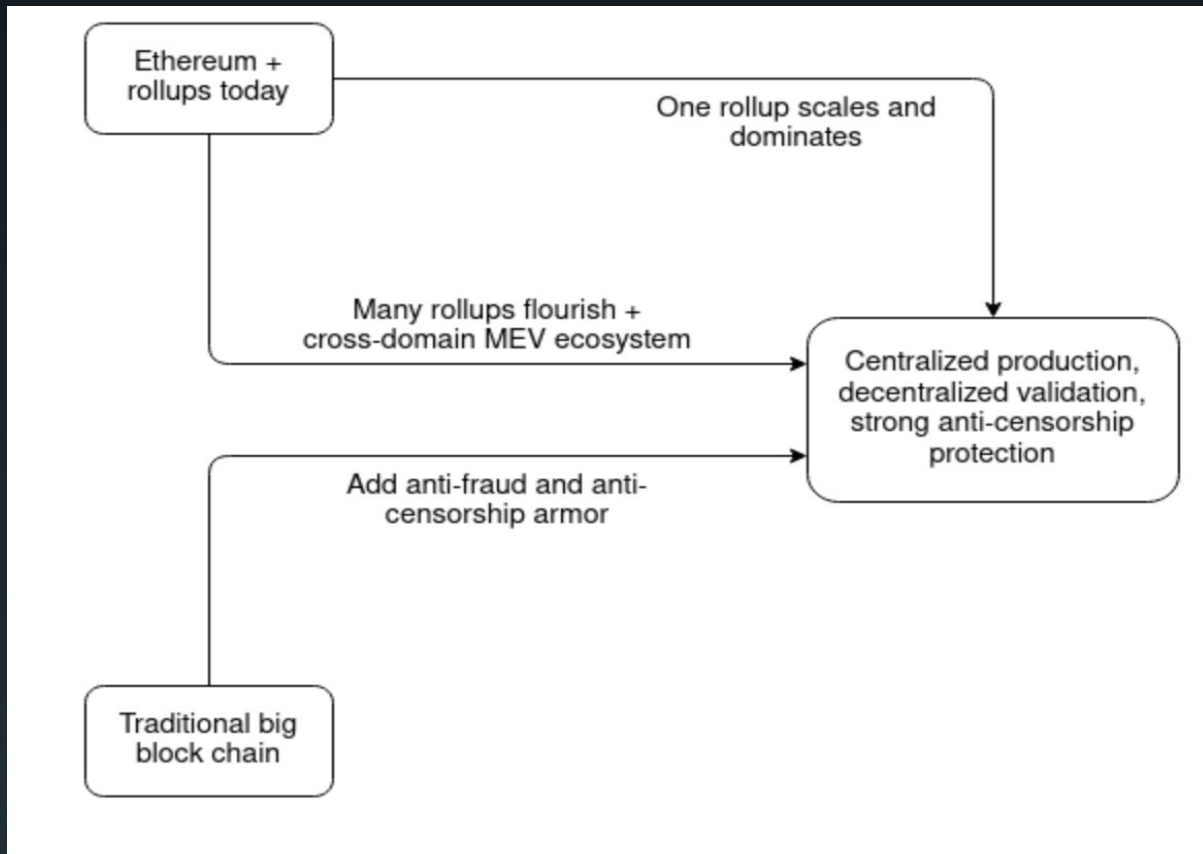 Ethereum +
rollups today
One rollup scales and
dominates
Many rollups flourish +
cross-domain MEV ecosystem
Centralized production,
decentralized validation,
strong anti-censorship
protection
Add anti-fraud and anti-
censorship armor
Traditional big
block chain